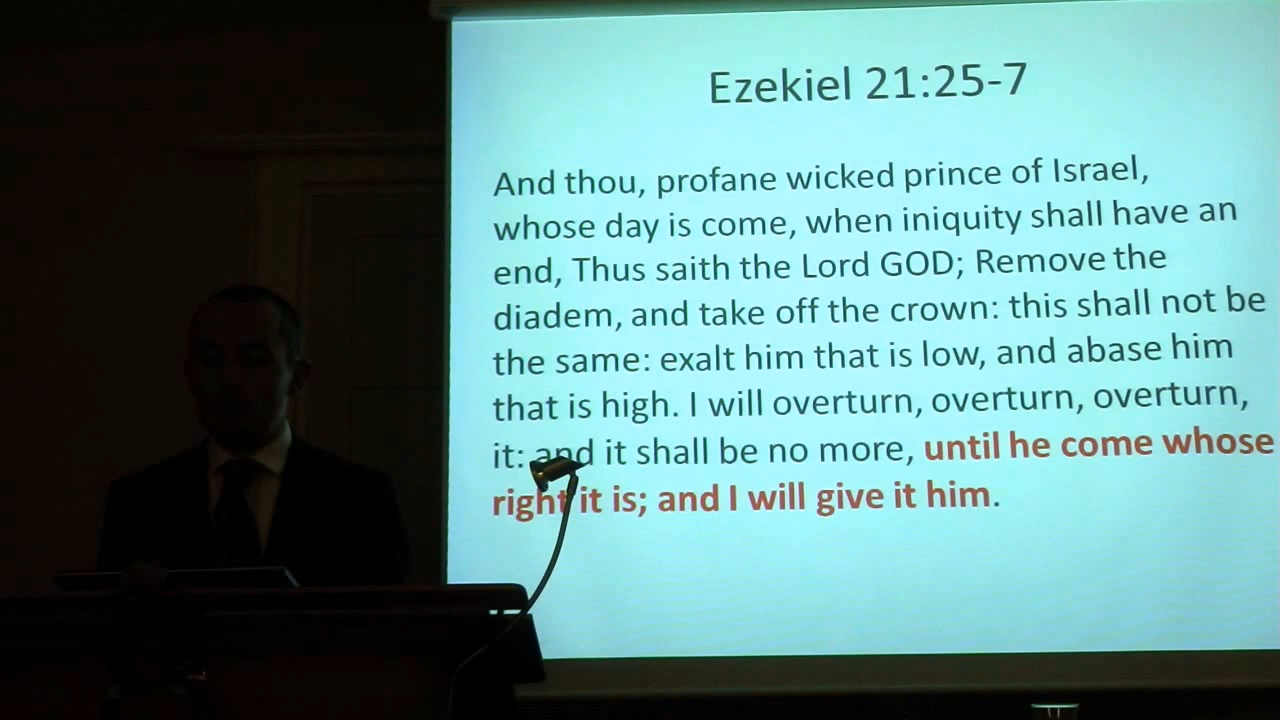 Ezekiel 21:25-7
And thou, profane wicked prince of Israel,
whose day is come, when iniquity shall have an
end, Thus saith the Lord GOD; Remove the
diadem, and take off the crown: this shall not be
the same: exalt him that is low, and abase him
that is high. I will overturn, overturn, overturn,
it: and it shall be no more, until he come whose
right it is; and I will give it him.